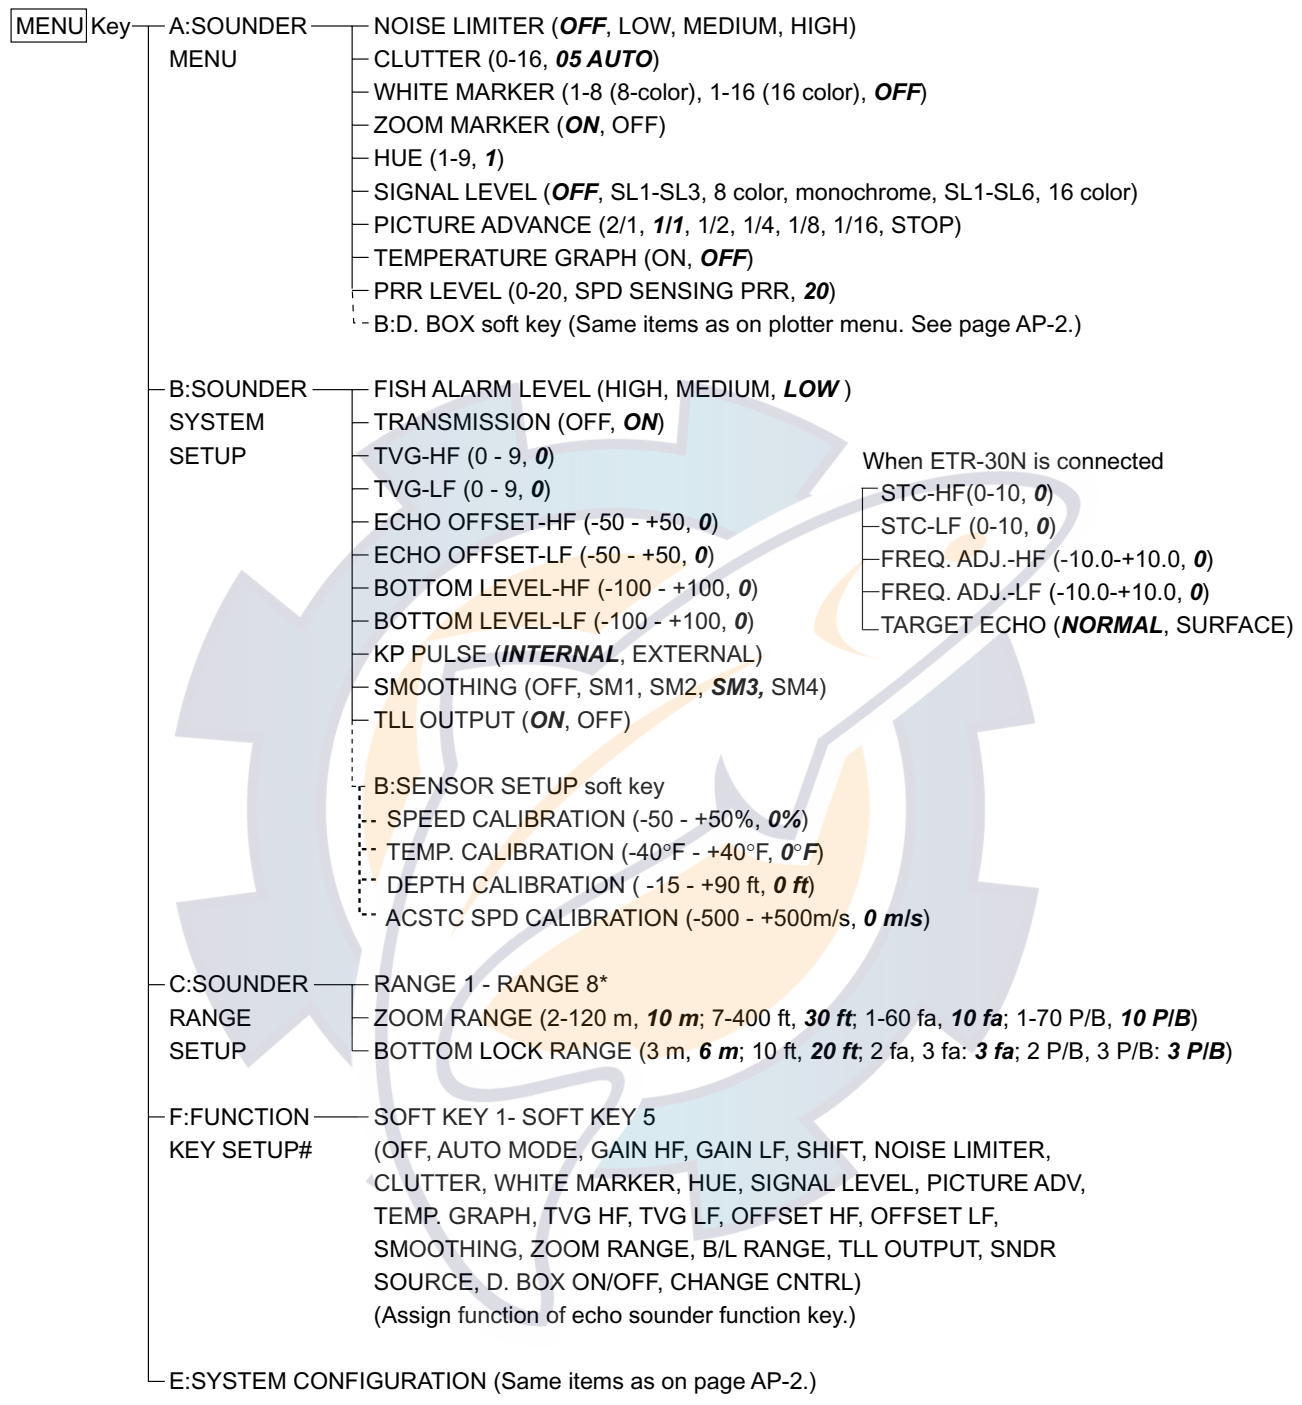 MENU Key
A:SOUNDER
MENU
NOISE LIMITER (OFF, LOW, MEDIUM, HIGH)
CLUTTER (0-16, 05 AUTO)
WHITE MARKER (1-8 (8-color), 1-16 (16 color), OFF)
ZOOM MARKER (ON, OFF)
HUE (1-9, 1)
SIGNAL LEVEL (OFF, SL1-SL3, 8 color, monochrome, SL1-SL6, 16 color)
PICTURE ADVANCE (2/1, 1/1, 1/2, 1/4, 1/8, 1/16, STOP)
TEMPERATURE GRAPH (ON, OFF)
PRR LEVEL (0-20, SPD SENSING PRR, 20)
B:D. BOX soft key (Same items as on plotter menu. See page AP-2.)
B:SOUNDER
SYSTEM
SETUP
FISH ALARM LEVEL (HIGH, MEDIUM, LOW )
TRANSMISSION (OFF, ON)
TVG-HF (0 - 9, 0)
TVG-LF (0 - 9, 0)
ECHO OFFSET-HF (-50 - +50, 0)
ECHO OFFSET-LF (-50 - +50, 0)
BOTTOM LEVEL-HF (-100 - +100, 0)
BOTTOM LEVEL-LF (-100 - +100, 0)
KP PULSE (INTERNAL, EXTERNAL)
SMOOTHING (OFF, SM1, SM2, SM3, SM4)
TLL OUTPUT (ON, OFF)
When ETR-30N is connected
STC-HF(0-10, 0)
STC-LF (0-10, 0)
FREQ. ADJ.-HF (-10.0-+10.0, 0)
FREQ. ADJ.-LF (-10.0-+10.0, 0)
TARGET ECHO (NORMAL, SURFACE)
B:SENSOR SETUP soft key
SPEED CALIBRATION (-50 - +50%, 0%)
TEMP. CALIBRATION (-40°F - +40°F, 0°F)
DEPTH CALIBRATION ( -15 - +90 ft, 0 ft)
ACSTC SPD CALIBRATION (-500 - +500m/s, 0 m/s)
C:SOUNDER
RANGE
SETUP
RANGE 1 - RANGE 8*
ZOOM RANGE (2-120 m, 10 m; 7-400 ft, 30 ft; 1-60 fa, 10 fa; 1-70 P/B, 10 P/B)
BOTTOM LOCK RANGE (3 m, 6 m; 10 ft, 20 ft; 2 fa, 3 fa: 3 fa; 2 P/B, 3 P/B: 3 P/B)
F:FUNCTION
KEY SETUP#
SOFT KEY 1- SOFT KEY 5
(OFF, AUTO MODE, GAIN HF, GAIN LF, SHIFT, NOISE LIMITER,
CLUTTER, WHITE MARKER, HUE, SIGNAL LEVEL, PICTURE ADV,
TEMP. GRAPH, TVG HF, TVG LF, OFFSET HF, OFFSET LF,
SMOOTHING, ZOOM RANGE, B/L RANGE, TLL OUTPUT, SNDR
SOURCE, D. BOX ON/OFF, CHANGE CNTRL)
(Assign function of echo sounder function key.)
E:SYSTEM CONFIGURATION (Same items as on page AP-2.)